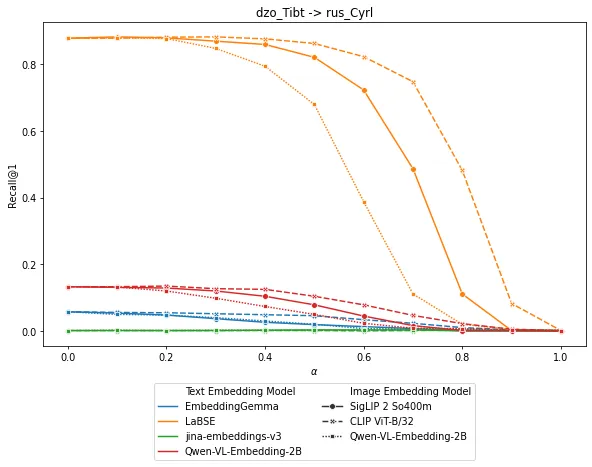 dzo_Tibt -> rus_Cyrl
Recall@1
0.8
0.6
0.4
0.2
0.0
0.0 0.2 0.4 0.6 0.8 1.0
α
Text Embedding Model Image Embedding Model
EmbeddingGemma SigLIP 2 So400m
LaBSE CLIP ViT-B/32
jina-embeddings-v3 Qwen-VL-Embedding-2B
Qwen-VL-Embedding-2B